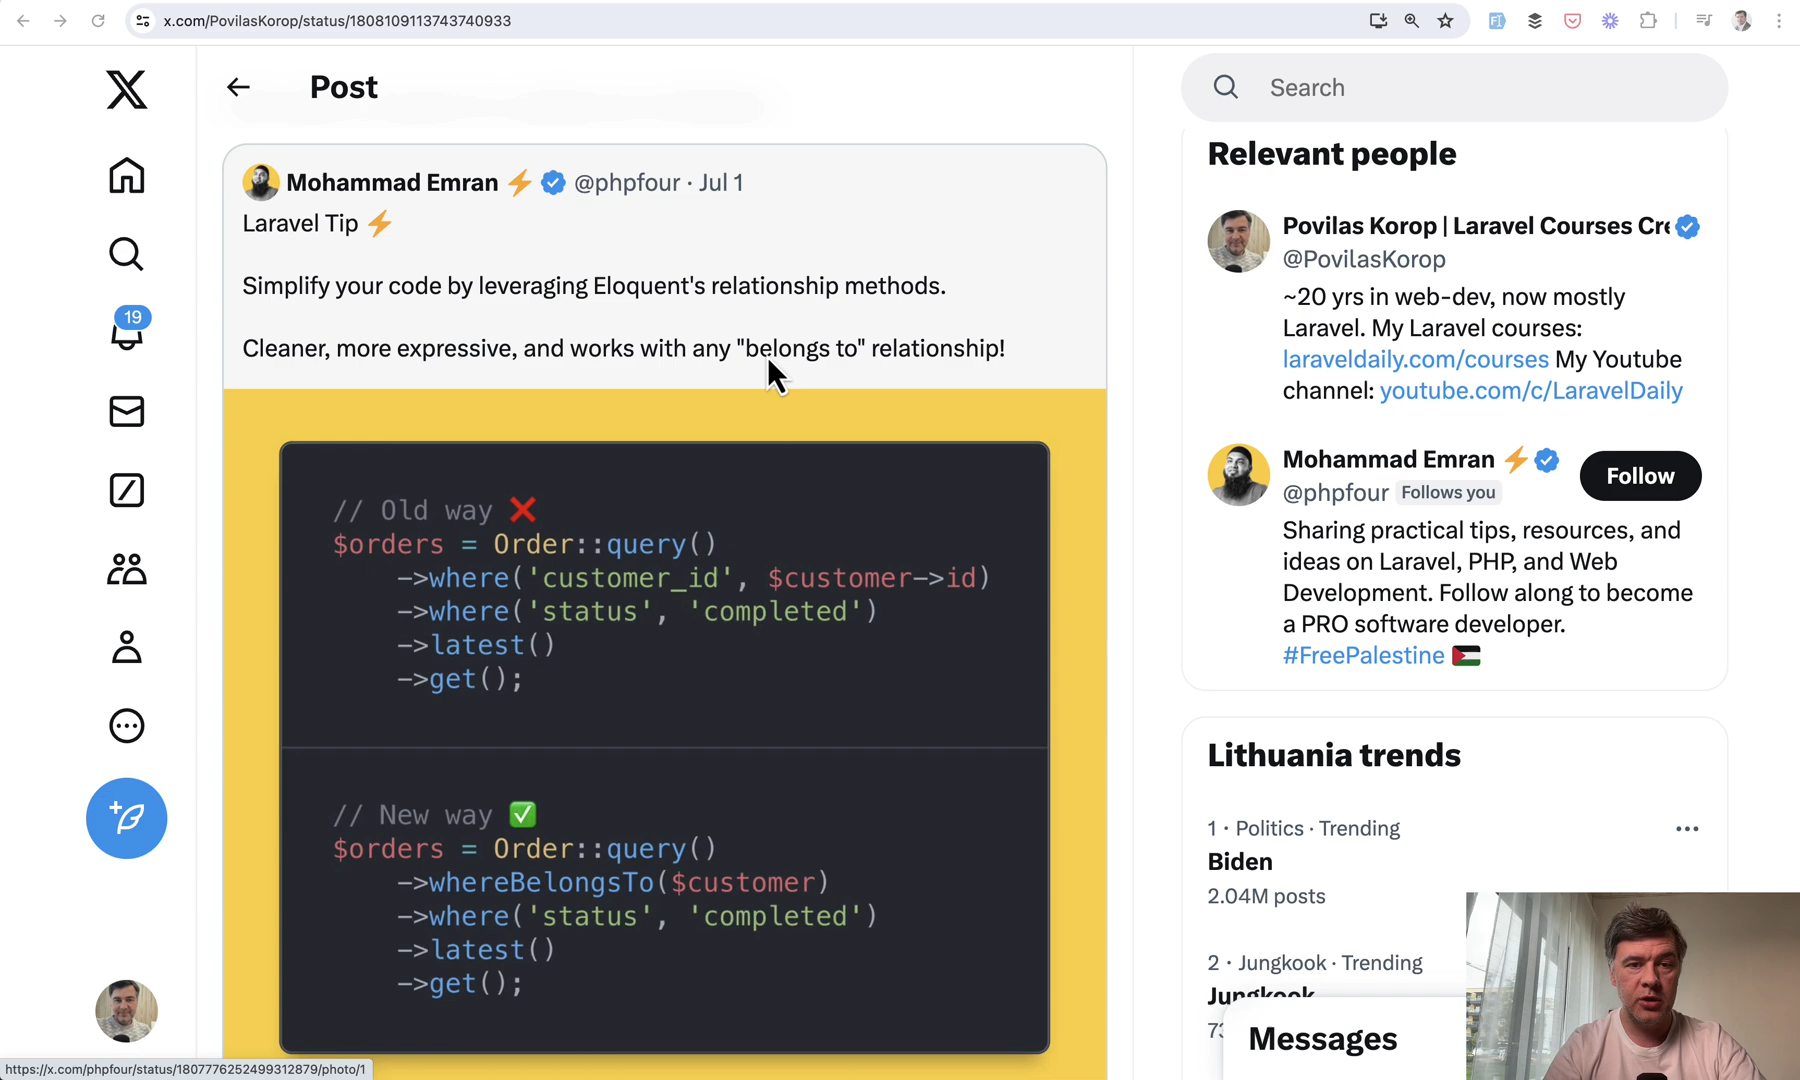 x.com/PovilasKorop/status/1808109113743740933
Post
Mohammad Emran ⚡ @phpfour · Jul 1
Laravel Tip ⚡
Simplify your code by leveraging Eloquent's relationship methods.
Cleaner, more expressive, and works with any "belongs to" relationship!
// Old way ❌
$orders = Order::query()
->where('customer_id', $customer->id)
->where('status', 'completed')
->latest()
->get();
// New way ✅
$orders = Order::query()
->whereBelongsTo($customer)
->where('status', 'completed')
->latest()
->get();
19
https://x.com/phpfour/status/1807776252499312879/photo/1
Search
Relevant people
Povilas Korop | Laravel Courses Cre
@PovilasKorop
~20 yrs in web-dev, now mostly
Laravel. My Laravel courses:
laraveldaily.com/courses My Youtube
channel: youtube.com/c/LaravelDaily
Mohammad Emran ⚡
Follow
@phpfour Follows you
Sharing practical tips, resources, and
ideas on Laravel, PHP, and Web
Development. Follow along to become
a PRO software developer.
#FreePalestine 🇵🇸
Lithuania trends
1 · Politics · Trending
Biden
2.04M posts
2 · Jungkook · Trending
Jungkook
Messages